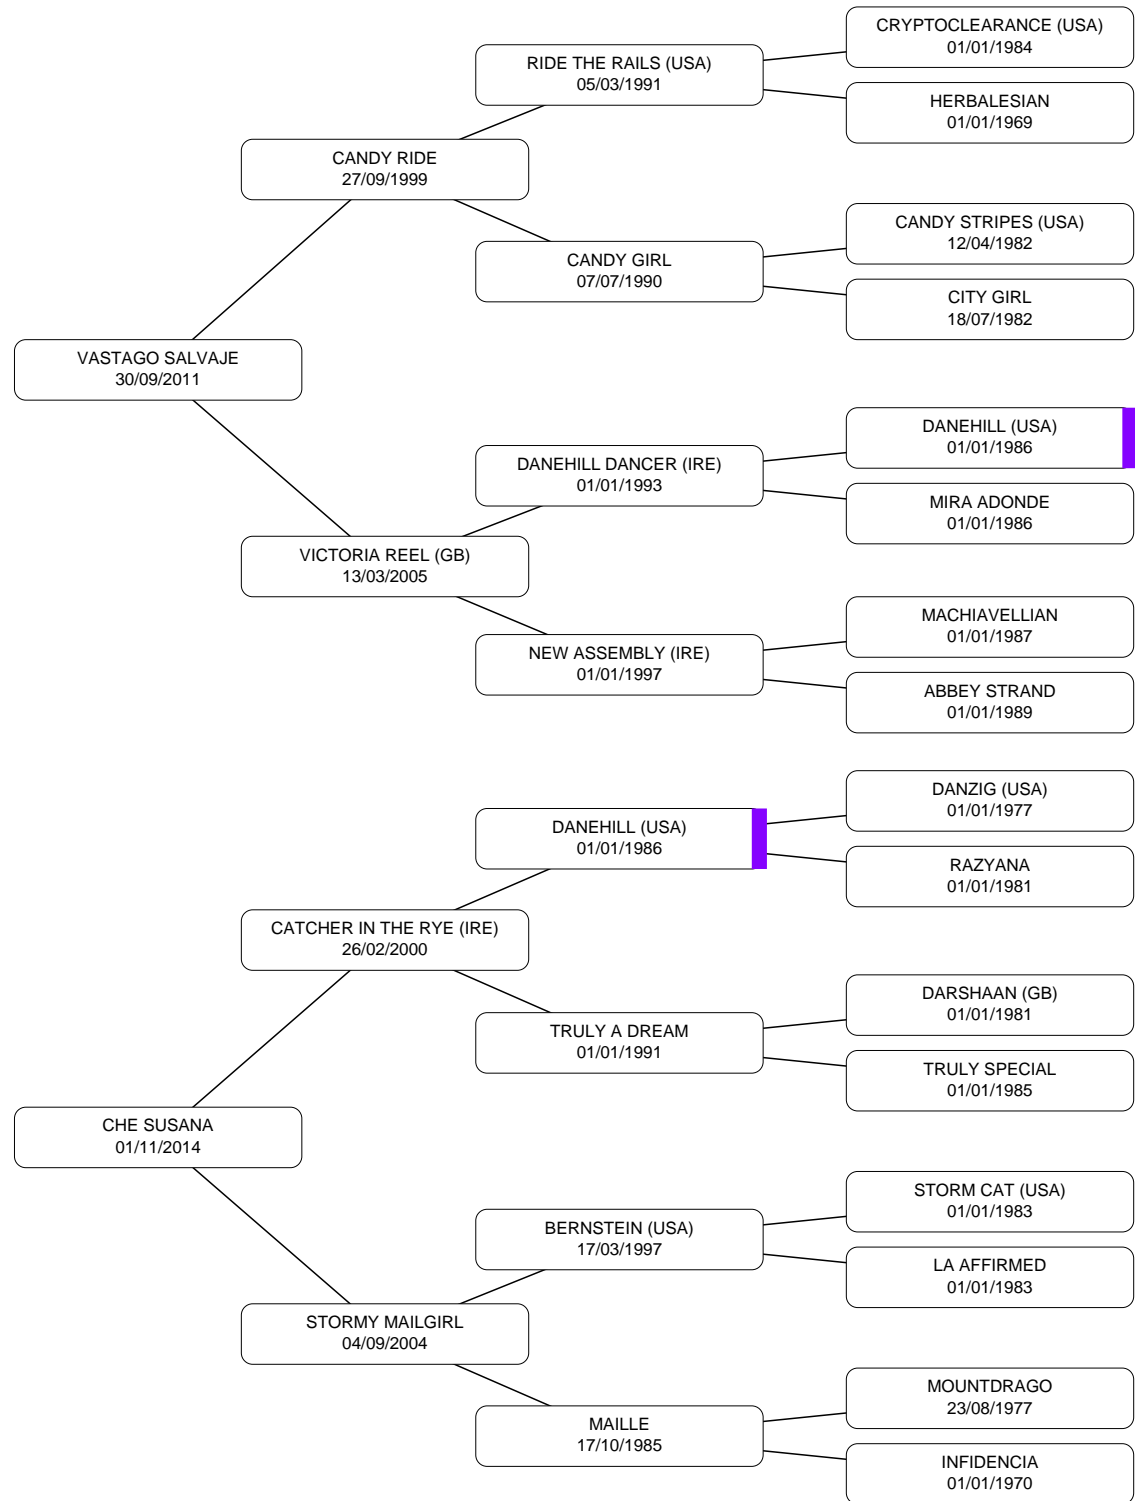 CRYPTOCLEARANCE (USA)
01/01/1984
RIDE THE RAILS (USA)
05/03/1991
HERBALESIAN
01/01/1969
CANDY RIDE
27/09/1999
CANDY STRIPES (USA)
12/04/1982
CANDY GIRL
07/07/1990
CITY GIRL
18/07/1982
VASTAGO SALVAJE
30/09/2011
DANEHILL (USA)
01/01/1986
DANEHILL DANCER (IRE)
01/01/1993
MIRA ADONDE
01/01/1986
VICTORIA REEL (GB)
13/03/2005
MACHIAVELLIAN
01/01/1987
NEW ASSEMBLY (IRE)
01/01/1997
ABBEY STRAND
01/01/1989
DANZIG (USA)
01/01/1977
DANEHILL (USA)
01/01/1986
RAZYANA
01/01/1981
CATCHER IN THE RYE (IRE)
26/02/2000
DARSHAAN (GB)
01/01/1981
TRULY A DREAM
01/01/1991
TRULY SPECIAL
01/01/1985
CHE SUSANA
01/11/2014
STORM CAT (USA)
01/01/1983
BERNSTEIN (USA)
17/03/1997
LA AFFIRMED
01/01/1983
STORMY MAILGIRL
04/09/2004
MOUNTDRAGO
23/08/1977
MAILLE
17/10/1985
INFIDENCIA
01/01/1970